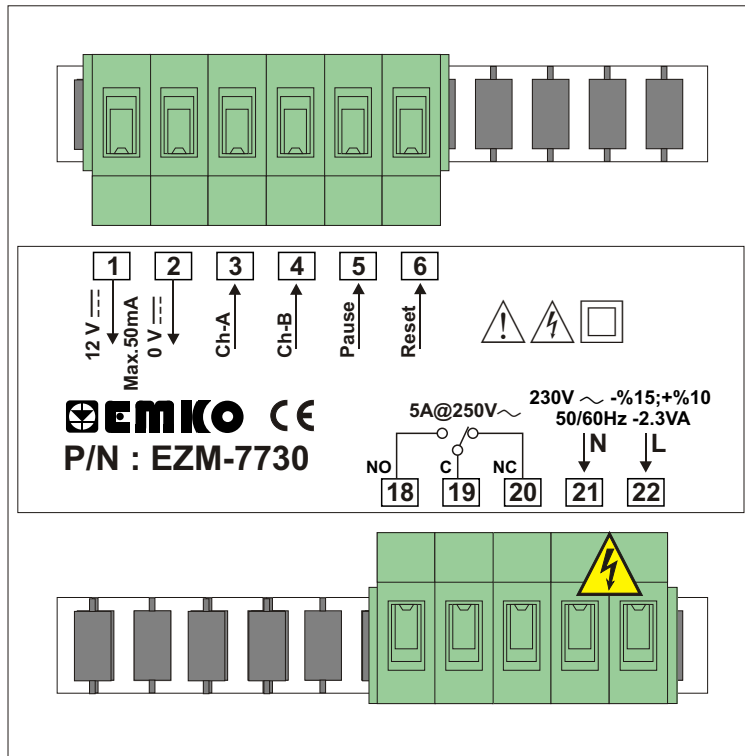 1 2 3 4 5 6
12 V
Max.50mA
0 V
Ch-A
Ch-B
Pause
Reset
EMKO CE
P/N : EZM-7730
5A@250V～
230V ～ -%15;+%10
50/60Hz -2.3VA
N L
NO C NC
18 19 20 21 22